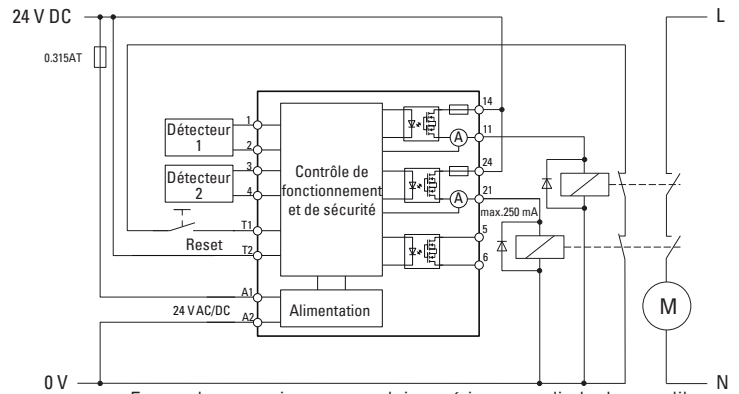 24 V DC
L
0.315AT
14
Détecteur
1
1
2
11
A
Détecteur
2
3
4
Contrôle de
fonctionnement
et de sécurité
24
21
A
max.250 mA
Reset
T1
T2
5
6
A1
24 V AC/DC
A2
Alimentation
M
0 V
N